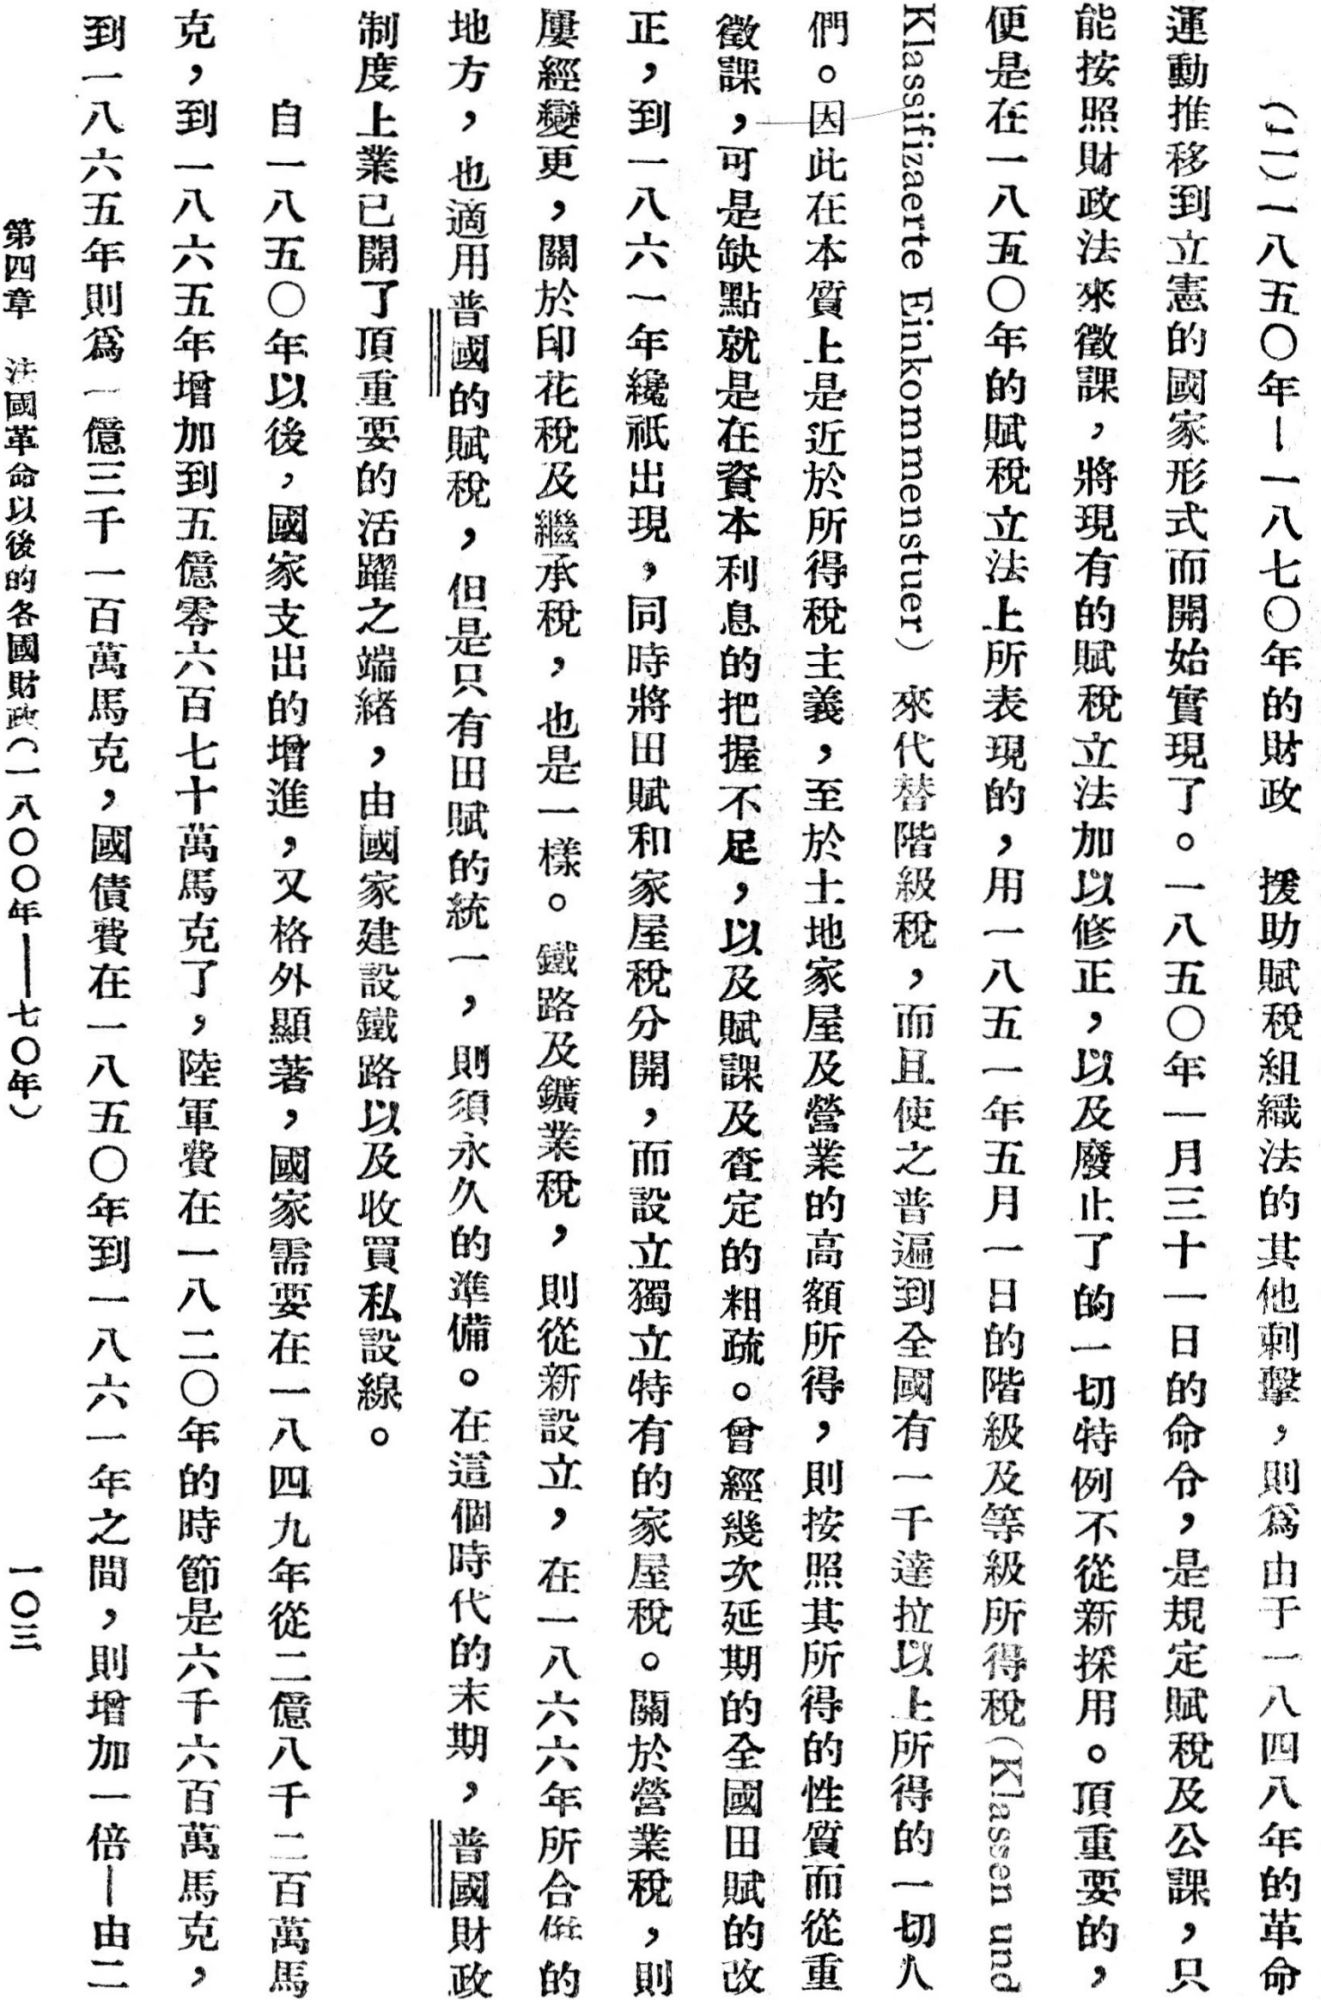 (二)一八五〇年—一八七〇年的財政　援助賦稅組織法的其他刺擊，則爲由于一八四八年的革命
運動推移到立憲的國家形式而開始實現了。一八五〇年一月三十一日的命令，是規定賦稅及公課，只
能按照財政法來徵課，將現有的賦稅立法加以修正，以及廢止了的一切特例不從新採用。頂重要的，
便是在一八五〇年的賦稅立法上所表現的，用一八五一年五月一日的階級及等級所得稅(Klassen und
Klassifizaerte Einkommenstuer)來代替階級稅，而且使之普遍到全國有一千達拉以上所得的一切人
們。因此在本質上是近於所得稅主義，至於土地家屋及營業的高額所得，則按照其所得的性質而從重
徵課，可是缺點就是在資本利息的把握不足，以及賦課及查定的粗疏。曾經幾次延期的全國田賦的改
正，到一八六一年纔祇出現，同時將田賦和家屋稅分開，而設立獨立特有的家屋稅。關於營業稅，則
屢經變更，關於印花稅及繼承稅，也是一樣。鐵路及鑛業稅，則從新設立，在一八六六年所合倂的
地方，也適用普國的賦稅，但是只有田賦的統一，則須永久的準備。在這個時代的末期，普國財政
制度上業已開了頂重要的活躍之端緒，由國家建設鐵路以及收買私設線。
自一八五〇年以後，國家支出的增進，又格外顯著，國家需要在一八四九年從二億八千二百萬馬
克，到一八六五年增加到五億零六百七十萬馬克了，陸軍費在一八二〇年的時節是六千六百萬馬克，
到一八六五年則爲一億三千一百萬馬克，國債費在一八五〇年到一八六一年之間，則增加一倍—由二
第四章　法國革命以後的各國財政(一八〇〇年——七〇年)
一〇三